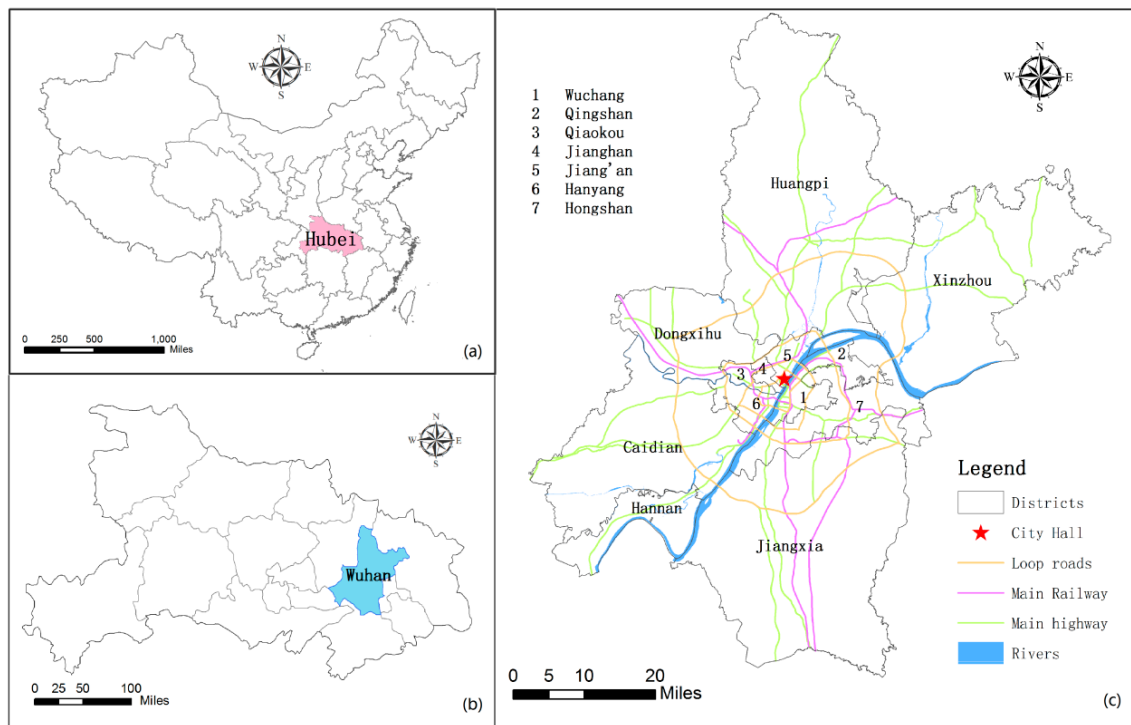 N
W E
S
Hubei
0 250 500 1,000
Miles
(a)
N
W E
S
Wuhan
0 25 50 100
Miles
(b)
N
W E
S
1 Wuchang
2 Qingshan
3 Qiaokou
4 Jianghan
5 Jiang'an
6 Hanyang
7 Hongshan
Huangpi
Xinzhou
Dongxihu
5
2
4
3
1
6
7
Caidian
Hannan
Jiangxia
Legend
Districts
City Hall
Loop roads
Main Railway
Main highway
Rivers
0 5 10 20
Miles
(c)